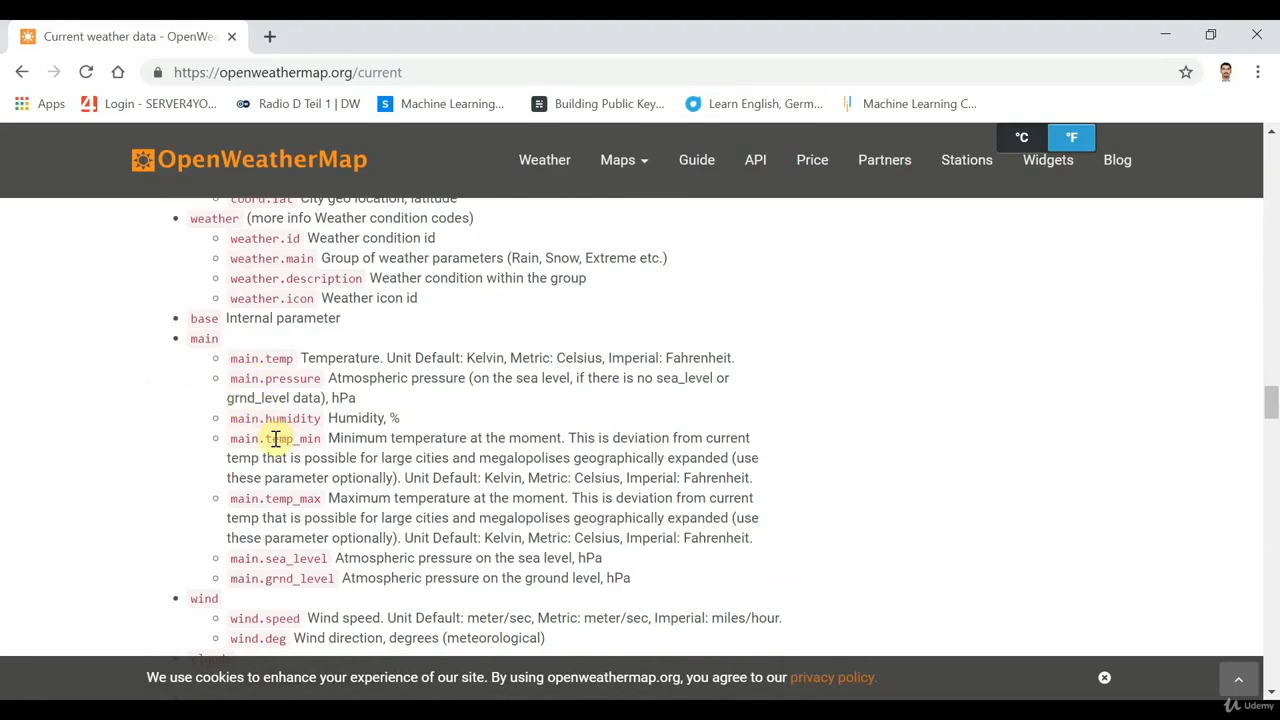 Current weather data - OpenWea
https://openweathermap.org/current
Apps
Login - SERVER4YO...
Radio D Teil 1 | DW
S
Machine Learning...
Building Public Key...
Learn English, Germ...
Machine Learning C...
°C
°F
OpenWeatherMap
Weather
Maps
Guide
API
Price
Partners
Stations
Widgets
Blog
coord.lat City geo location, latitude
weather (more info Weather condition codes)
weather.id Weather condition id
weather.main Group of weather parameters (Rain, Snow, Extreme etc.)
weather.description Weather condition within the group
weather.icon Weather icon id
base Internal parameter
main
main.temp Temperature. Unit Default: Kelvin, Metric: Celsius, Imperial: Fahrenheit.
main.pressure Atmospheric pressure (on the sea level, if there is no sea_level or
grnd_level data), hPa
main.humidity Humidity, %
main.temp_min Minimum temperature at the moment. This is deviation from current
temp that is possible for large cities and megalopolises geographically expanded (use
these parameter optionally). Unit Default: Kelvin, Metric: Celsius, Imperial: Fahrenheit.
main.temp_max Maximum temperature at the moment. This is deviation from current
temp that is possible for large cities and megalopolises geographically expanded (use
these parameter optionally). Unit Default: Kelvin, Metric: Celsius, Imperial: Fahrenheit.
main.sea_level Atmospheric pressure on the sea level, hPa
main.grnd_level Atmospheric pressure on the ground level, hPa
wind
wind.speed Wind speed. Unit Default: meter/sec, Metric: meter/sec, Imperial: miles/hour.
wind.deg Wind direction, degrees (meteorological)
clouds
We use cookies to enhance your experience of our site. By using openweathermap.org, you agree to our privacy policy.
Udemy